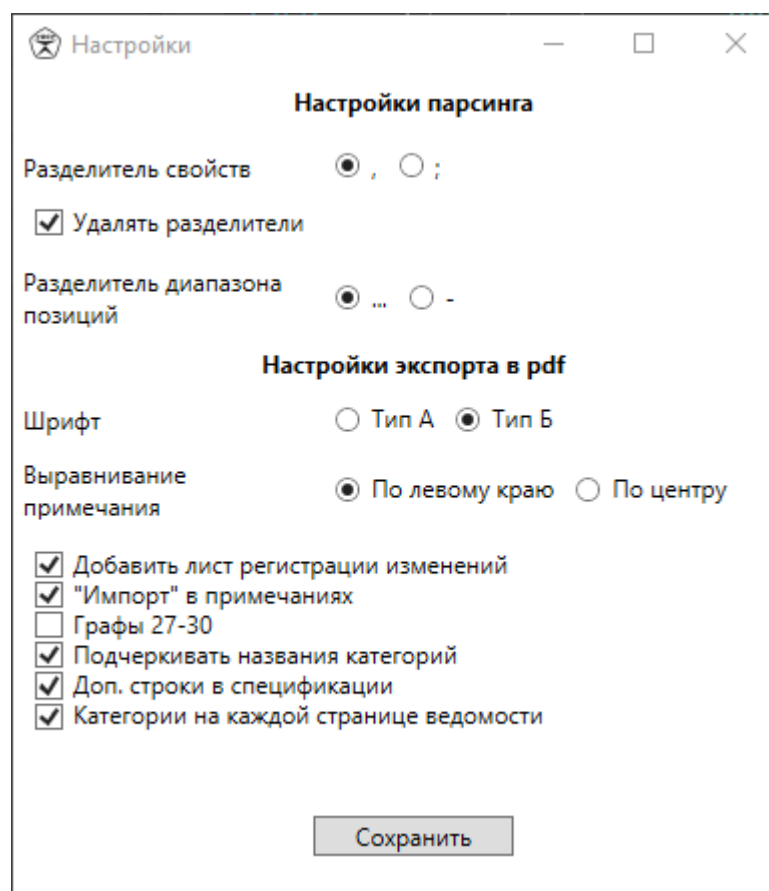 Настройки
Настройки парсинга
Разделитель свойств , ;
Удалять разделители
Разделитель диапазона
позиций ... -
Настройки экспорта в pdf
Шрифт Тип А Тип Б
Выравнивание
примечания По левому краю По центру
Добавить лист регистрации изменений
"Импорт" в примечаниях
Графы 27-30
Подчеркивать названия категорий
Доп. строки в спецификации
Категории на каждой странице ведомости
Сохранить